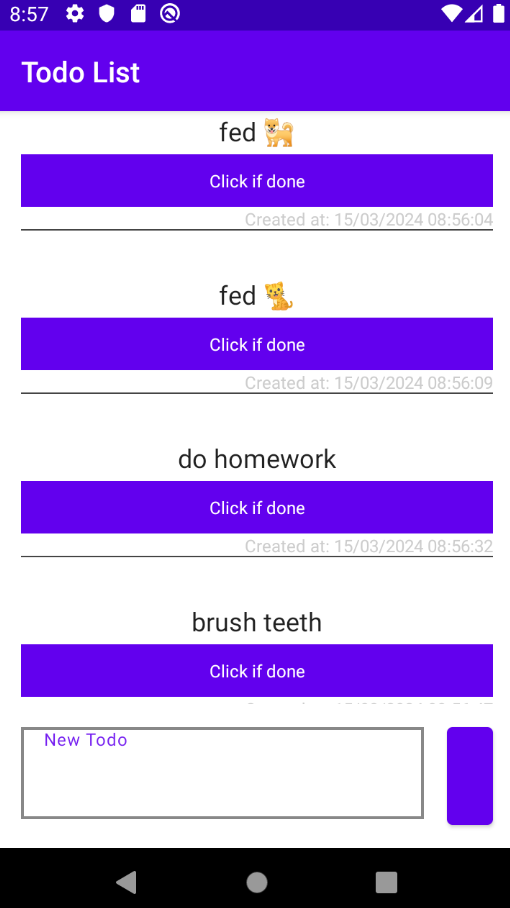 8:57
Todo List
fed 🐕
Click if done
Created at: 15/03/2024 08:56:04
fed 🐈
Click if done
Created at: 15/03/2024 08:56:09
do homework
Click if done
Created at: 15/03/2024 08:56:32
brush teeth
Click if done
New Todo